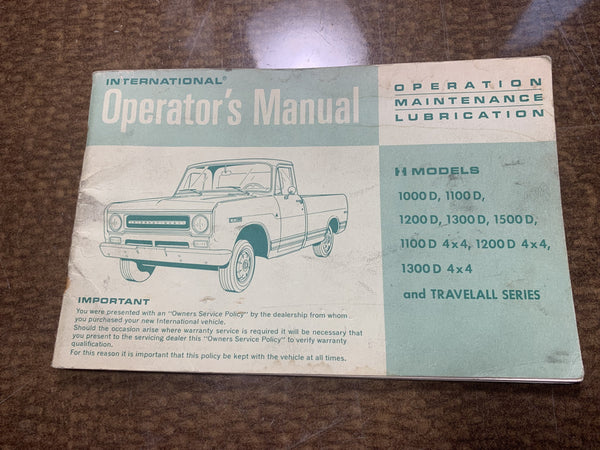 INTERNATIONAL®
Operator's Manual
OPERATION
MAINTENANCE
LUBRICATION
MODELS
1000 D, 1100 D,
1200 D, 1300 D, 1500 D,
1100 D 4x4, 1200 D 4x4,
1300 D 4x4
and TRAVELALL SERIES
INTERNATIONAL
IMPORTANT
You were presented with an "Owners Service Policy" by the dealership from whom
you purchased your new International vehicle.
Should the occasion arise where warranty service is required it will be necessary that
you present to the servicing dealer this "Owners Service Policy" to verify warranty
qualification.
For this reason it is important that this policy be kept with the vehicle at all times.